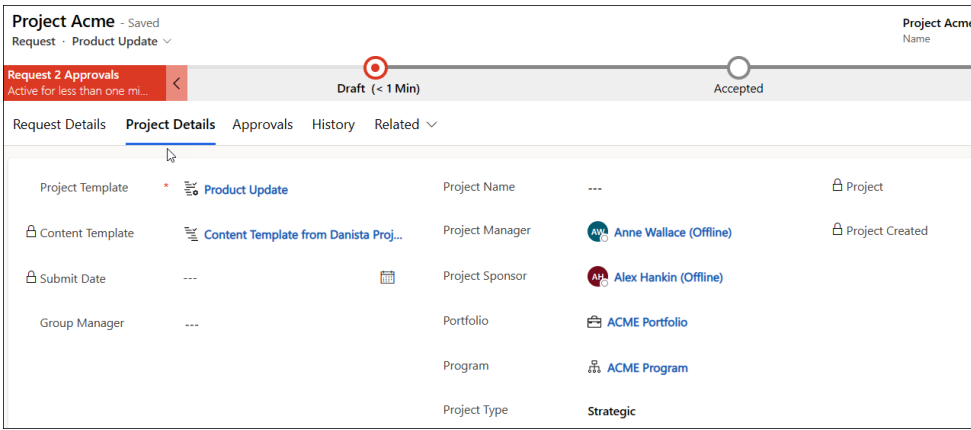 Project Acme - Saved
Request · Product Update
Project Acme
Name
Request 2 Approvals
Active for less than one mi...
Draft (< 1 Min)
Accepted
Request Details Project Details Approvals History Related
Project Template * Product Update
Content Template Content Template from Danista Proj...
Submit Date ---
Group Manager ---
Project Name ---
Project Manager AW Anne Wallace (Offline)
Project Sponsor AH Alex Hankin (Offline)
Portfolio ACME Portfolio
Program ACME Program
Project Type Strategic
Project
Project Created